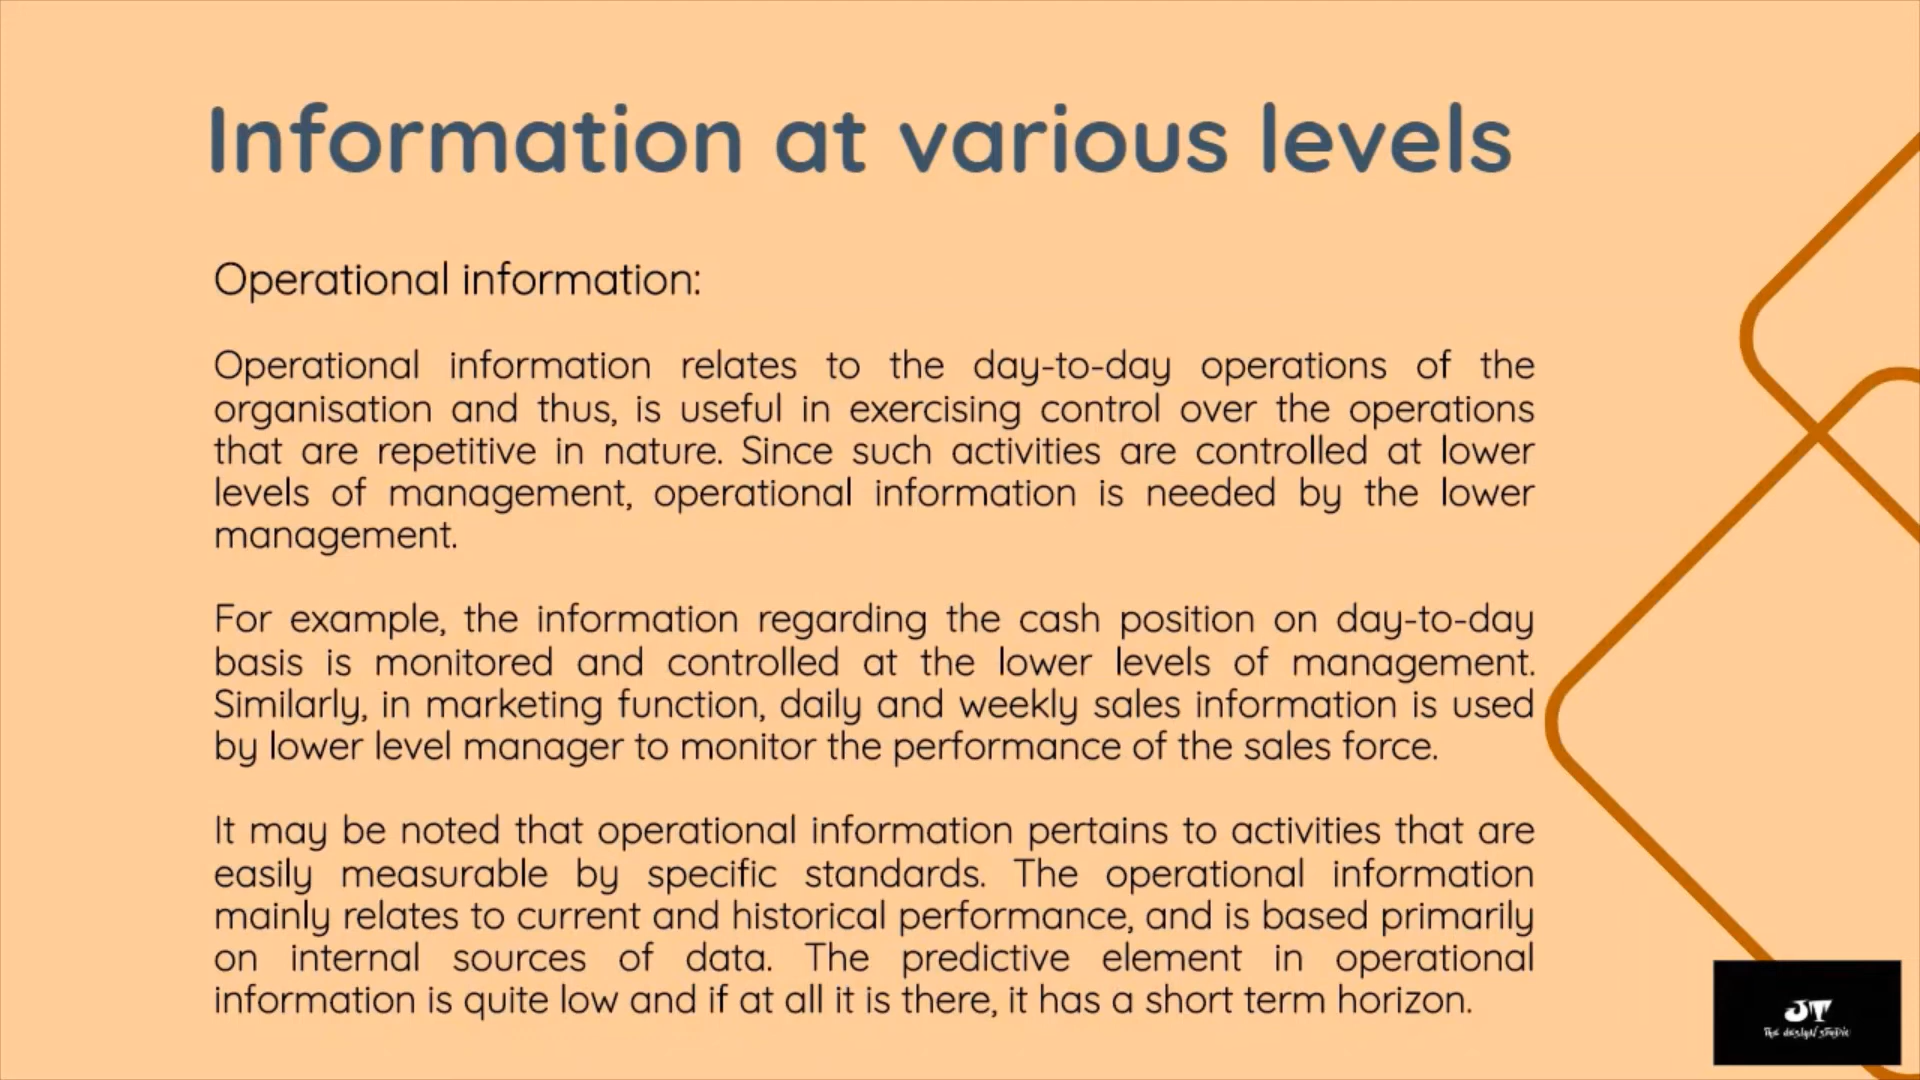 Information at various levels
Operational information:
Operational information relates to the day-to-day operations of the
organisation and thus, is useful in exercising control over the operations
that are repetitive in nature. Since such activities are controlled at lower
levels of management, operational information is needed by the lower
management.
For example, the information regarding the cash position on day-to-day
basis is monitored and controlled at the lower levels of management.
Similarly, in marketing function, daily and weekly sales information is used
by lower level manager to monitor the performance of the sales force.
It may be noted that operational information pertains to activities that are
easily measurable by specific standards. The operational information
mainly relates to current and historical performance, and is based primarily
on internal sources of data. The predictive element in operational
information is quite low and if at all it is there, it has a short term horizon.
JT
The design studio